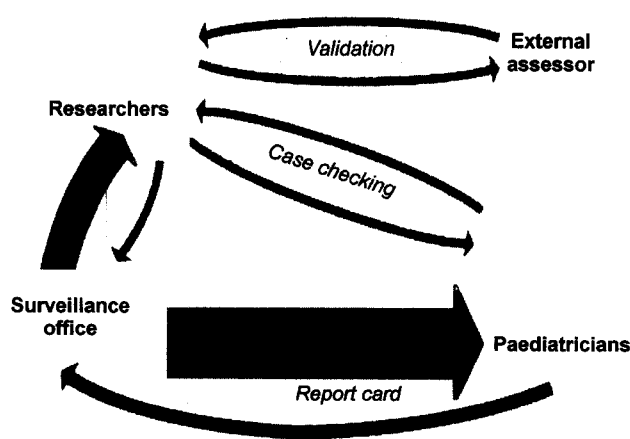 Validation
External
assessor
Researchers
Case checking
Surveillance
office
Paediatricians
Report card